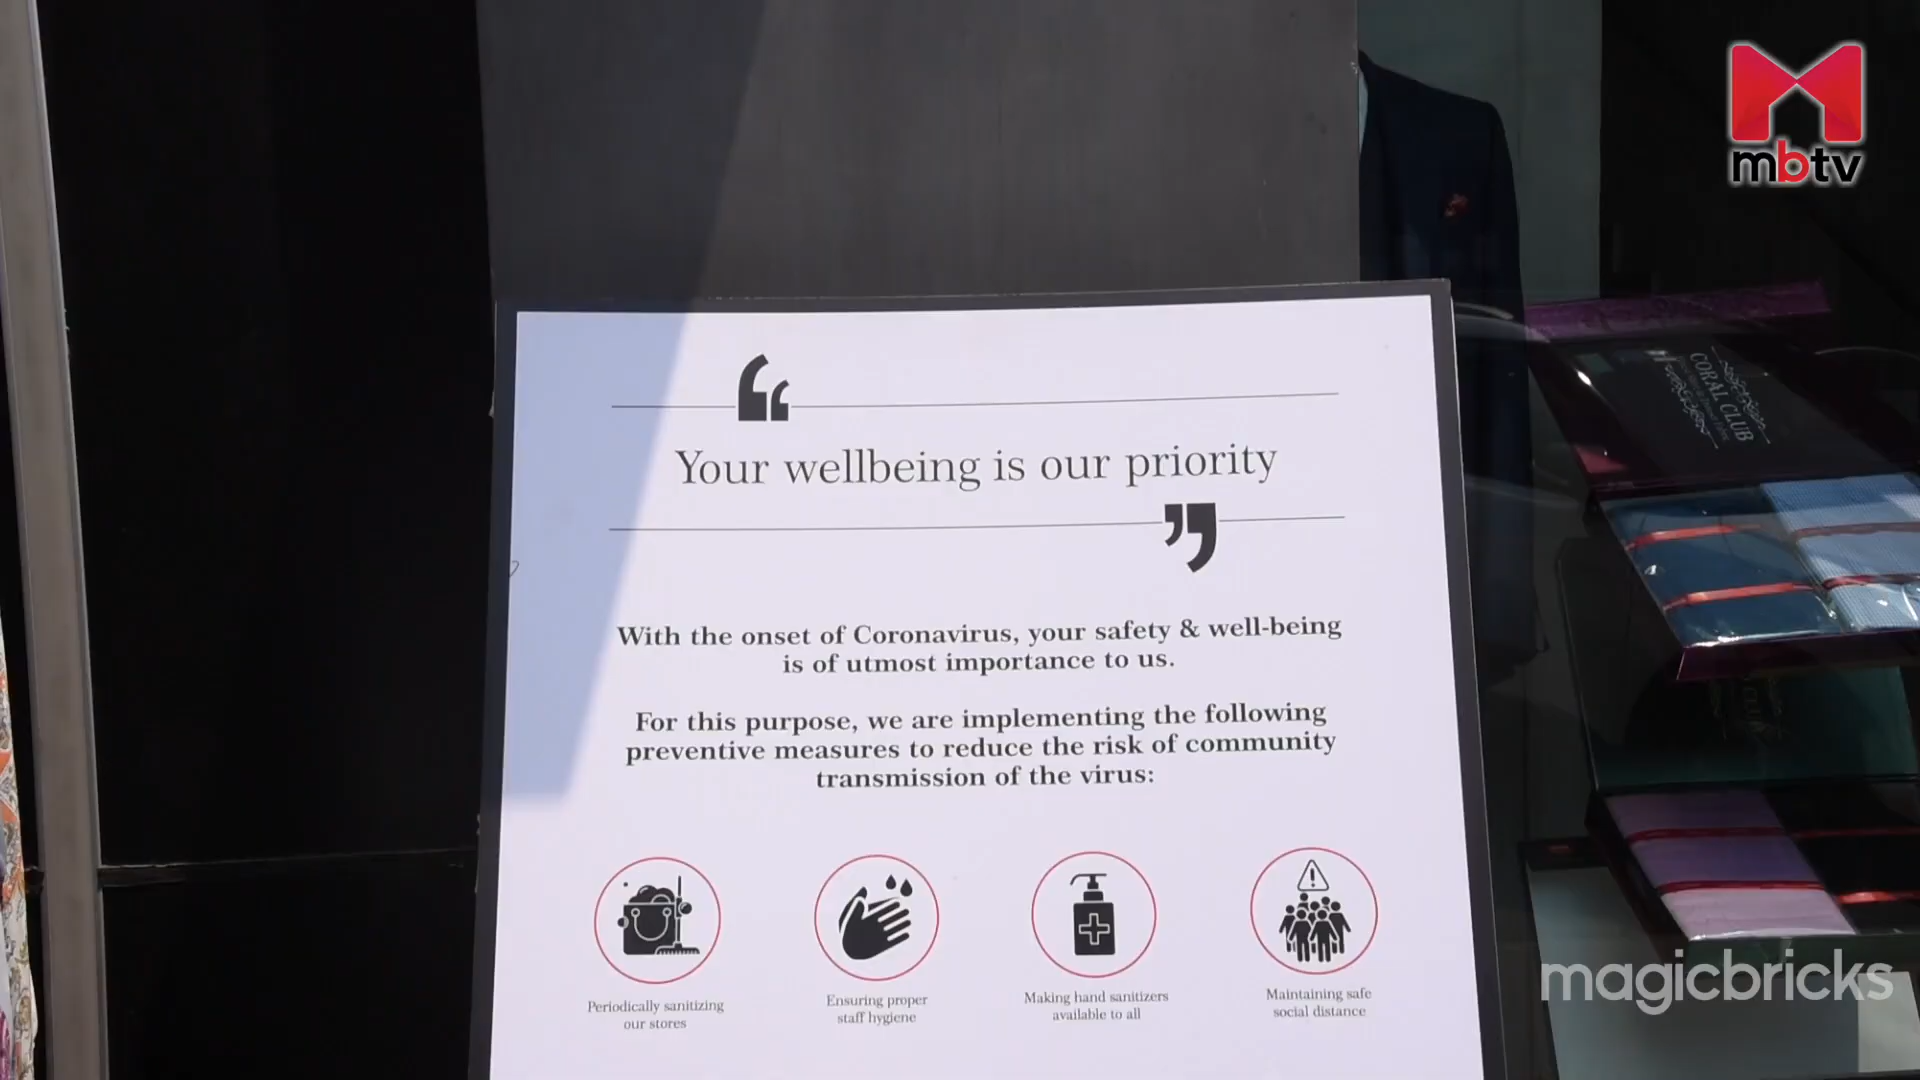 mbtv
Your wellbeing is our priority
With the onset of Coronavirus, your safety & well-being
is of utmost importance to us.
For this purpose, we are implementing the following
preventive measures to reduce the risk of community
transmission of the virus:
Periodically sanitizing
our stores
Ensuring proper
staff hygiene
Making hand sanitizers
available to all
Maintaining safe
social distance
CORAL CLUB
magicbricks